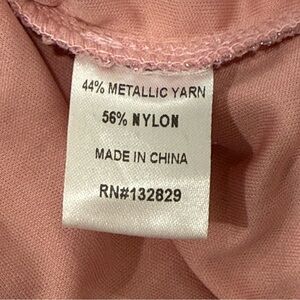 44% METALLIC YARN
56% NYLON
MADE IN CHINA
RN#132829